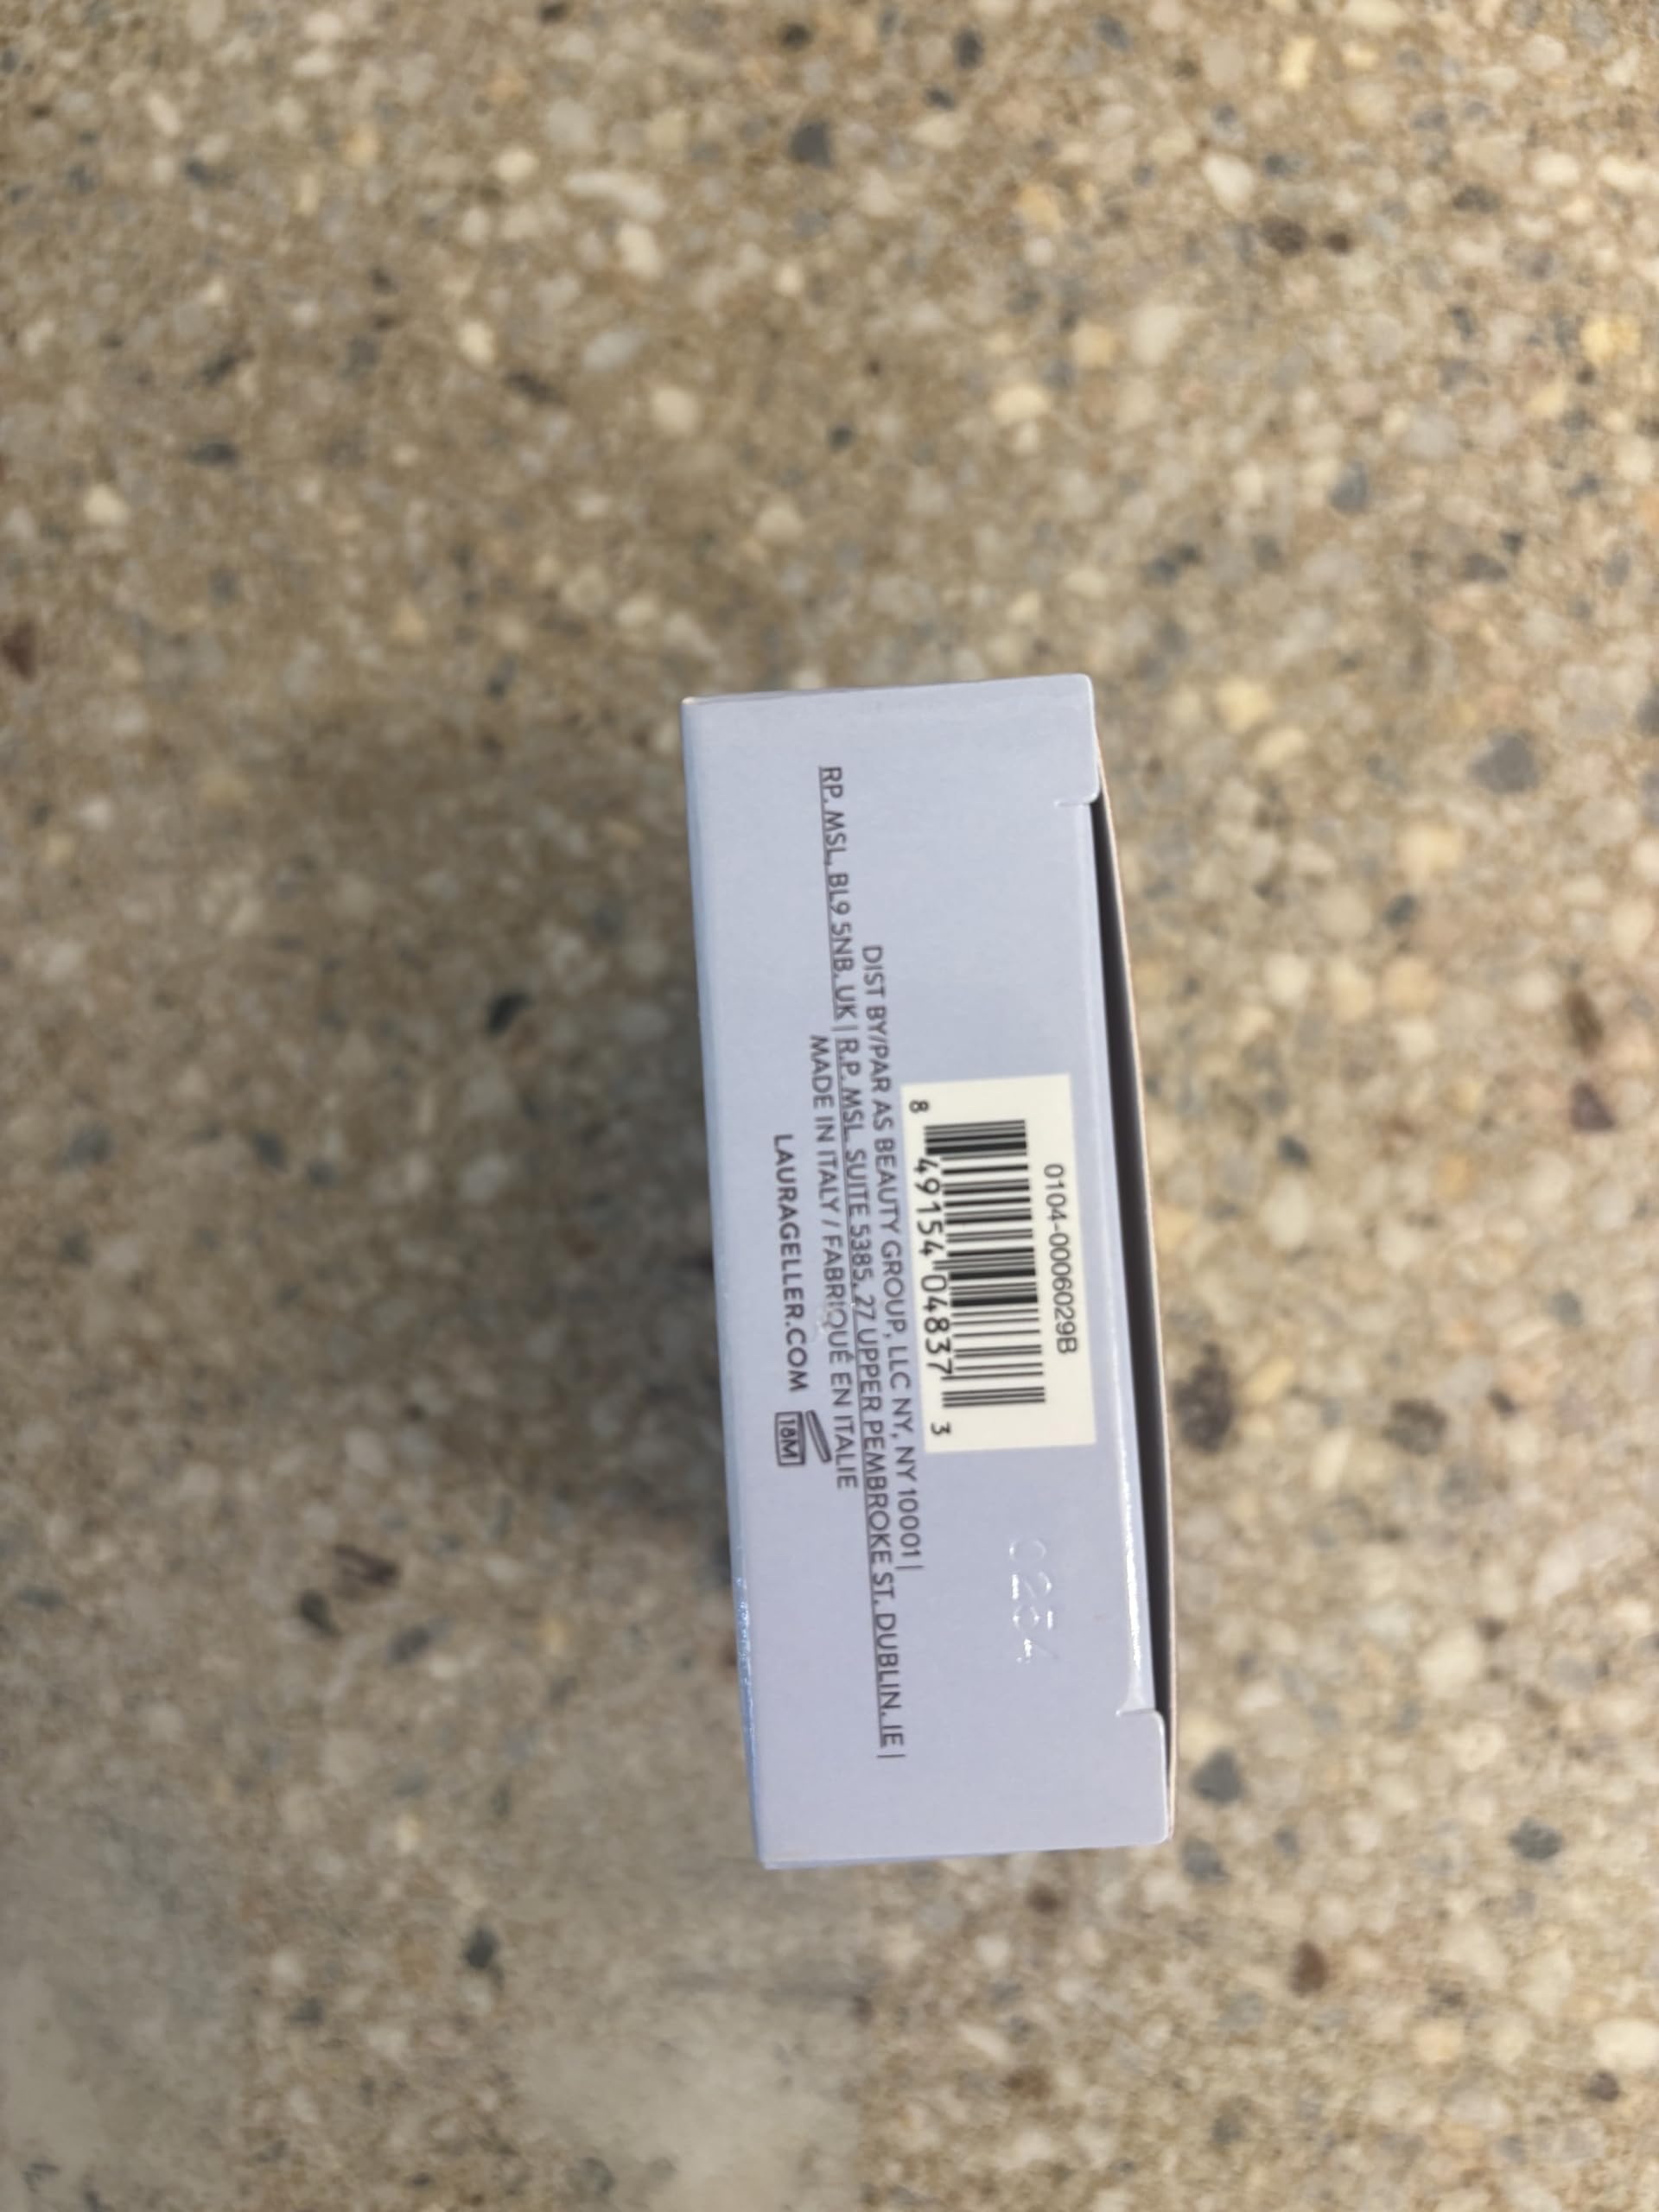 0104-0006029B
8 49154 04837 3
DIST BY/PAR AS BEAUTY GROUP, LLC NY, NY 10001 |
RP. MSL, BL9 5NB, UK | R.P. MSL, SUITE 5385, 27 UPPER PEMBROKE ST. DUBLIN, IE |
MADE IN ITALY / FABRIQUÉ EN ITALIE
LAURAGELLER.COM
18M